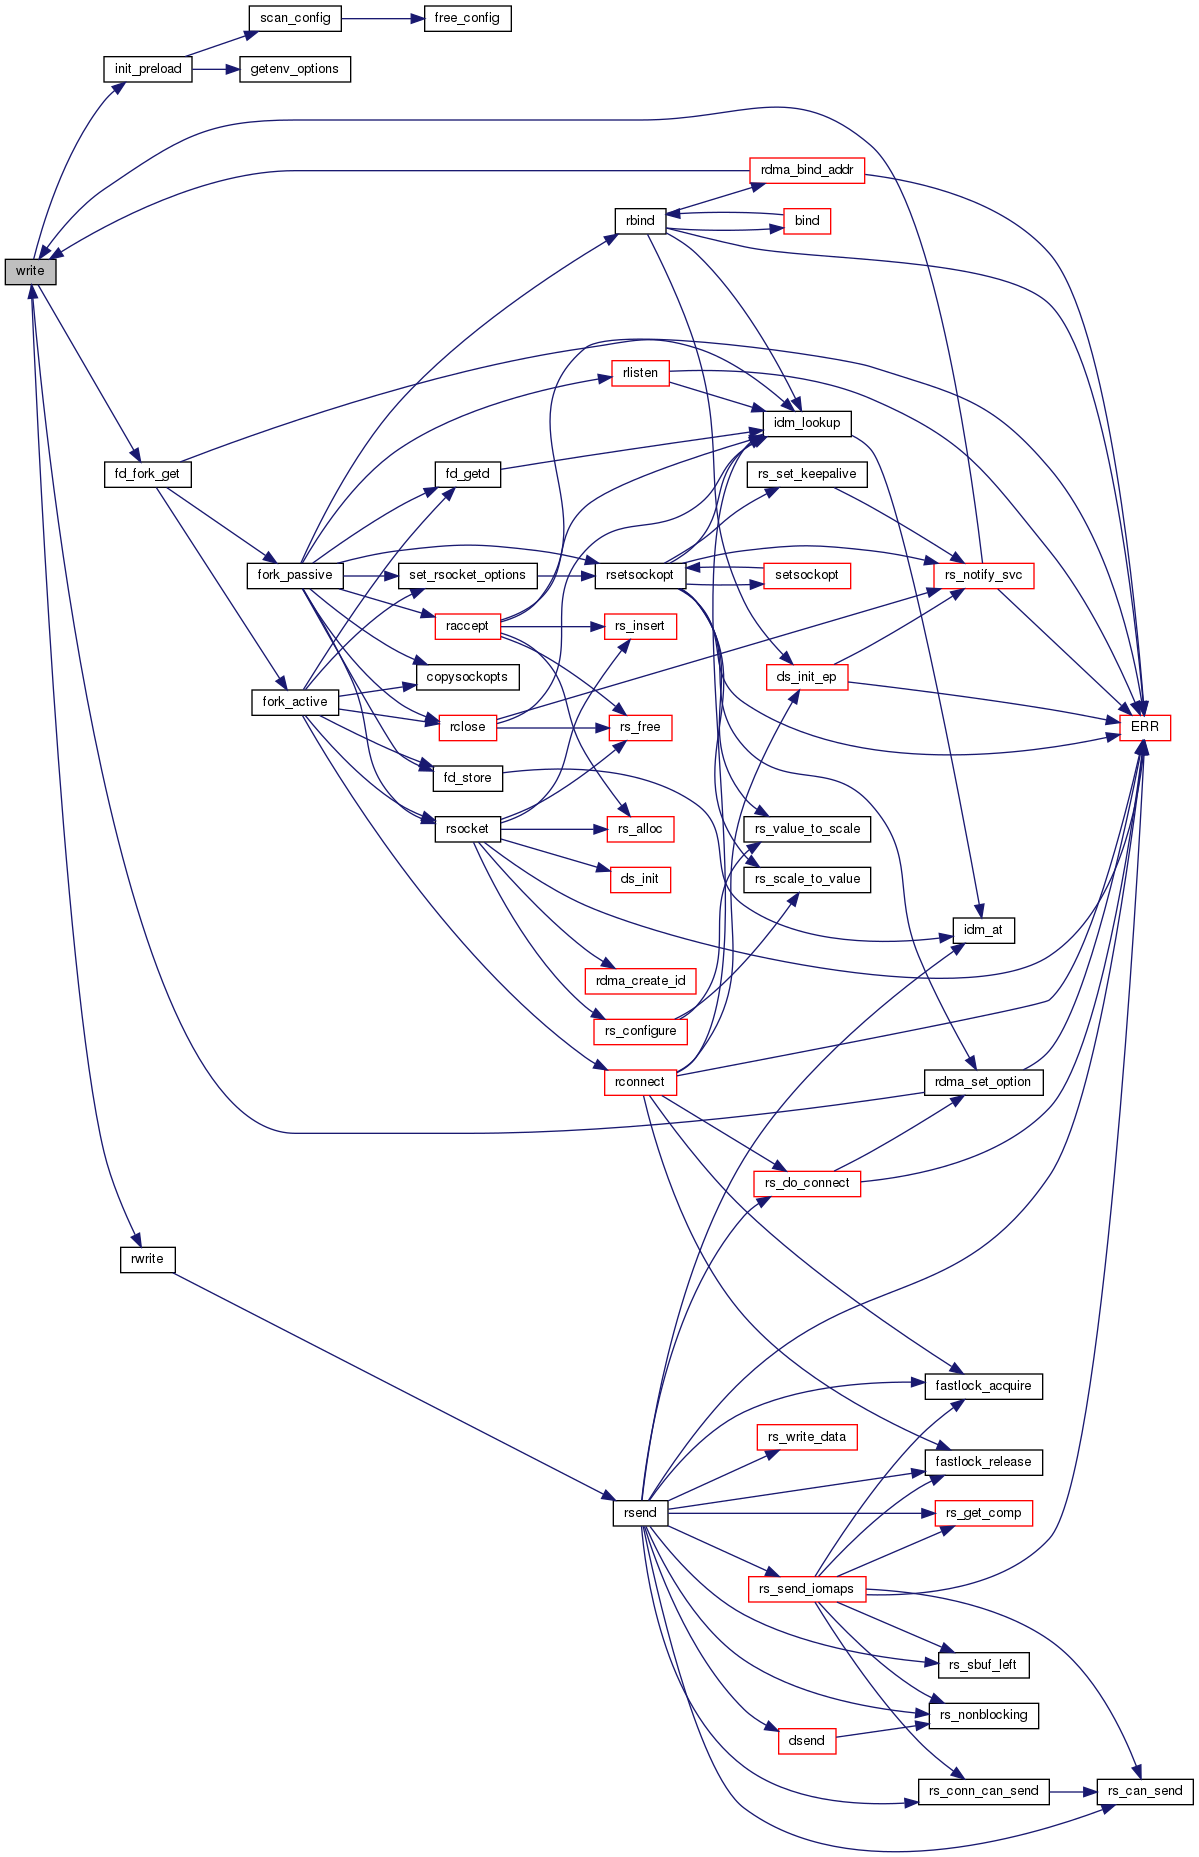 scan_config
free_config
init_preload
getenv_options
rdma_bind_addr
rbind
bind
write
rlisten
idm_lookup
fd_fork_get
fd_getd
rs_set_keepalive
fork_passive
set_rsocket_options
rsetsockopt
setsockopt
rs_notify_svc
raccept
rs_insert
copysockopts
ds_init_ep
fork_active
rclose
rs_free
ERR
fd_store
rsocket
rs_alloc
rs_value_to_scale
ds_init
rs_scale_to_value
idm_at
rdma_create_id
rs_configure
rconnect
rdma_set_option
rs_do_connect
rwrite
fastlock_acquire
rs_write_data
fastlock_release
rsend
rs_get_comp
rs_send_iomaps
rs_sbuf_left
rs_nonblocking
dsend
rs_conn_can_send
rs_can_send